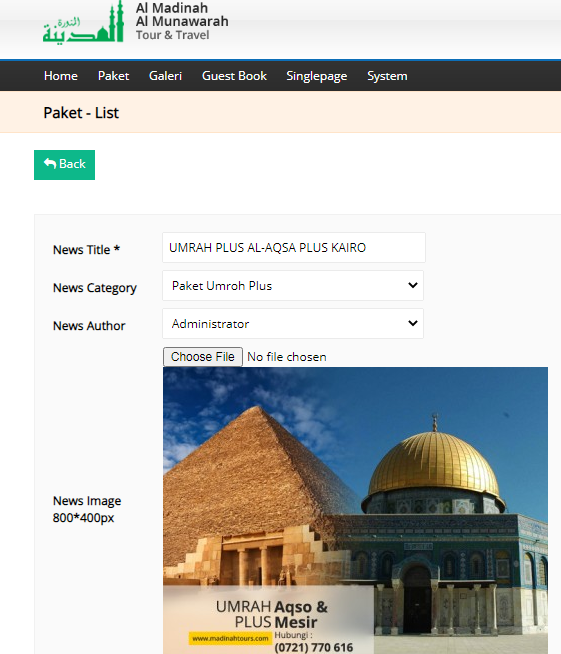 النورة
المدينة
Al Madinah
Al Munawarah
Tour & Travel
Home Paket Galeri Guest Book Singlepage System
Paket - List
Back
News Title * UMRAH PLUS AL-AQSA PLUS KAIRO
News Category Paket Umroh Plus
News Author Administrator
Choose File No file chosen
News Image
800*400px
UMRAH Aqso &
PLUS Mesir
www.madinahtours.com Hubungi :
(0721) 770 616